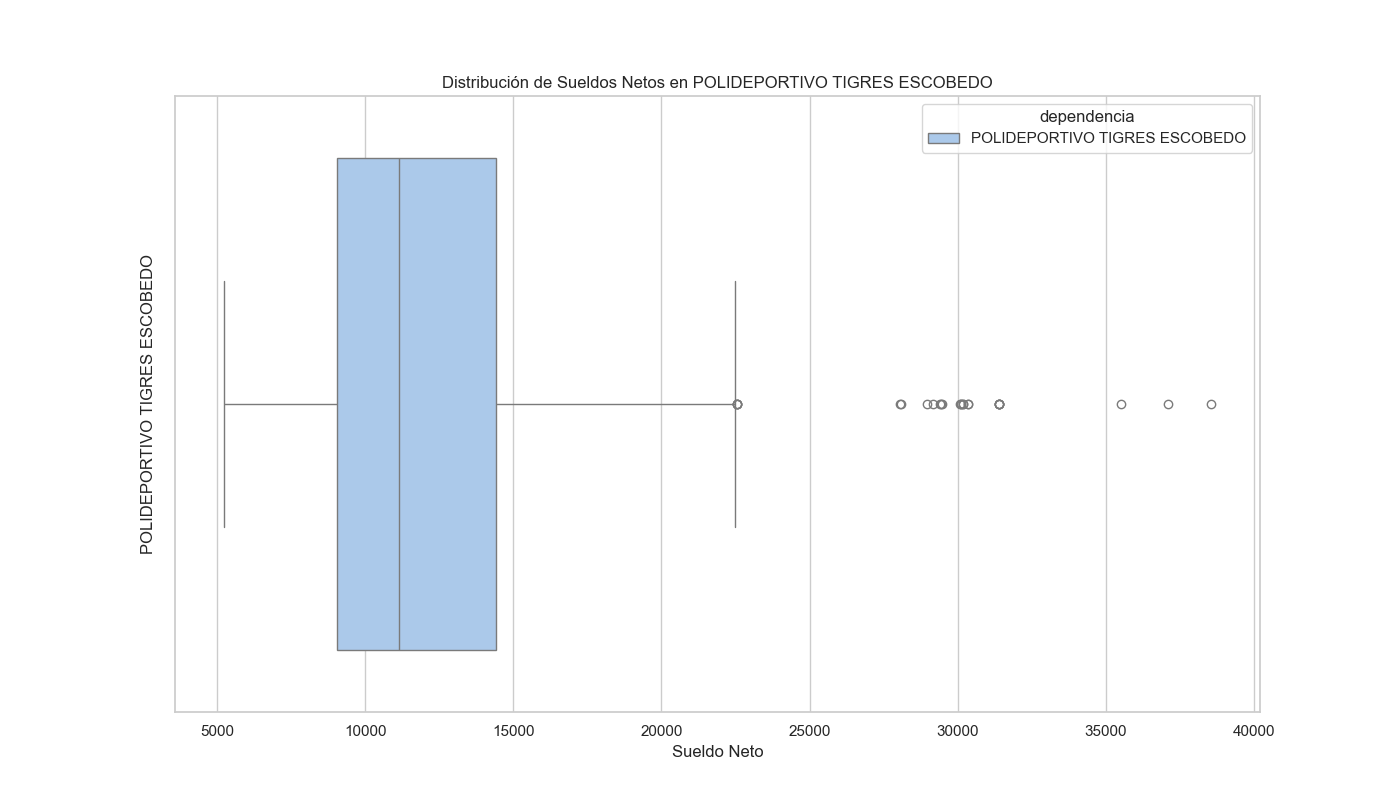 Distribución de Sueldos Netos en POLIDEPORTIVO TIGRES ESCOBEDO
dependencia
POLIDEPORTIVO TIGRES ESCOBEDO
POLIDEPORTIVO TIGRES ESCOBEDO
5000 10000 15000 20000 25000 30000 35000 40000
Sueldo Neto